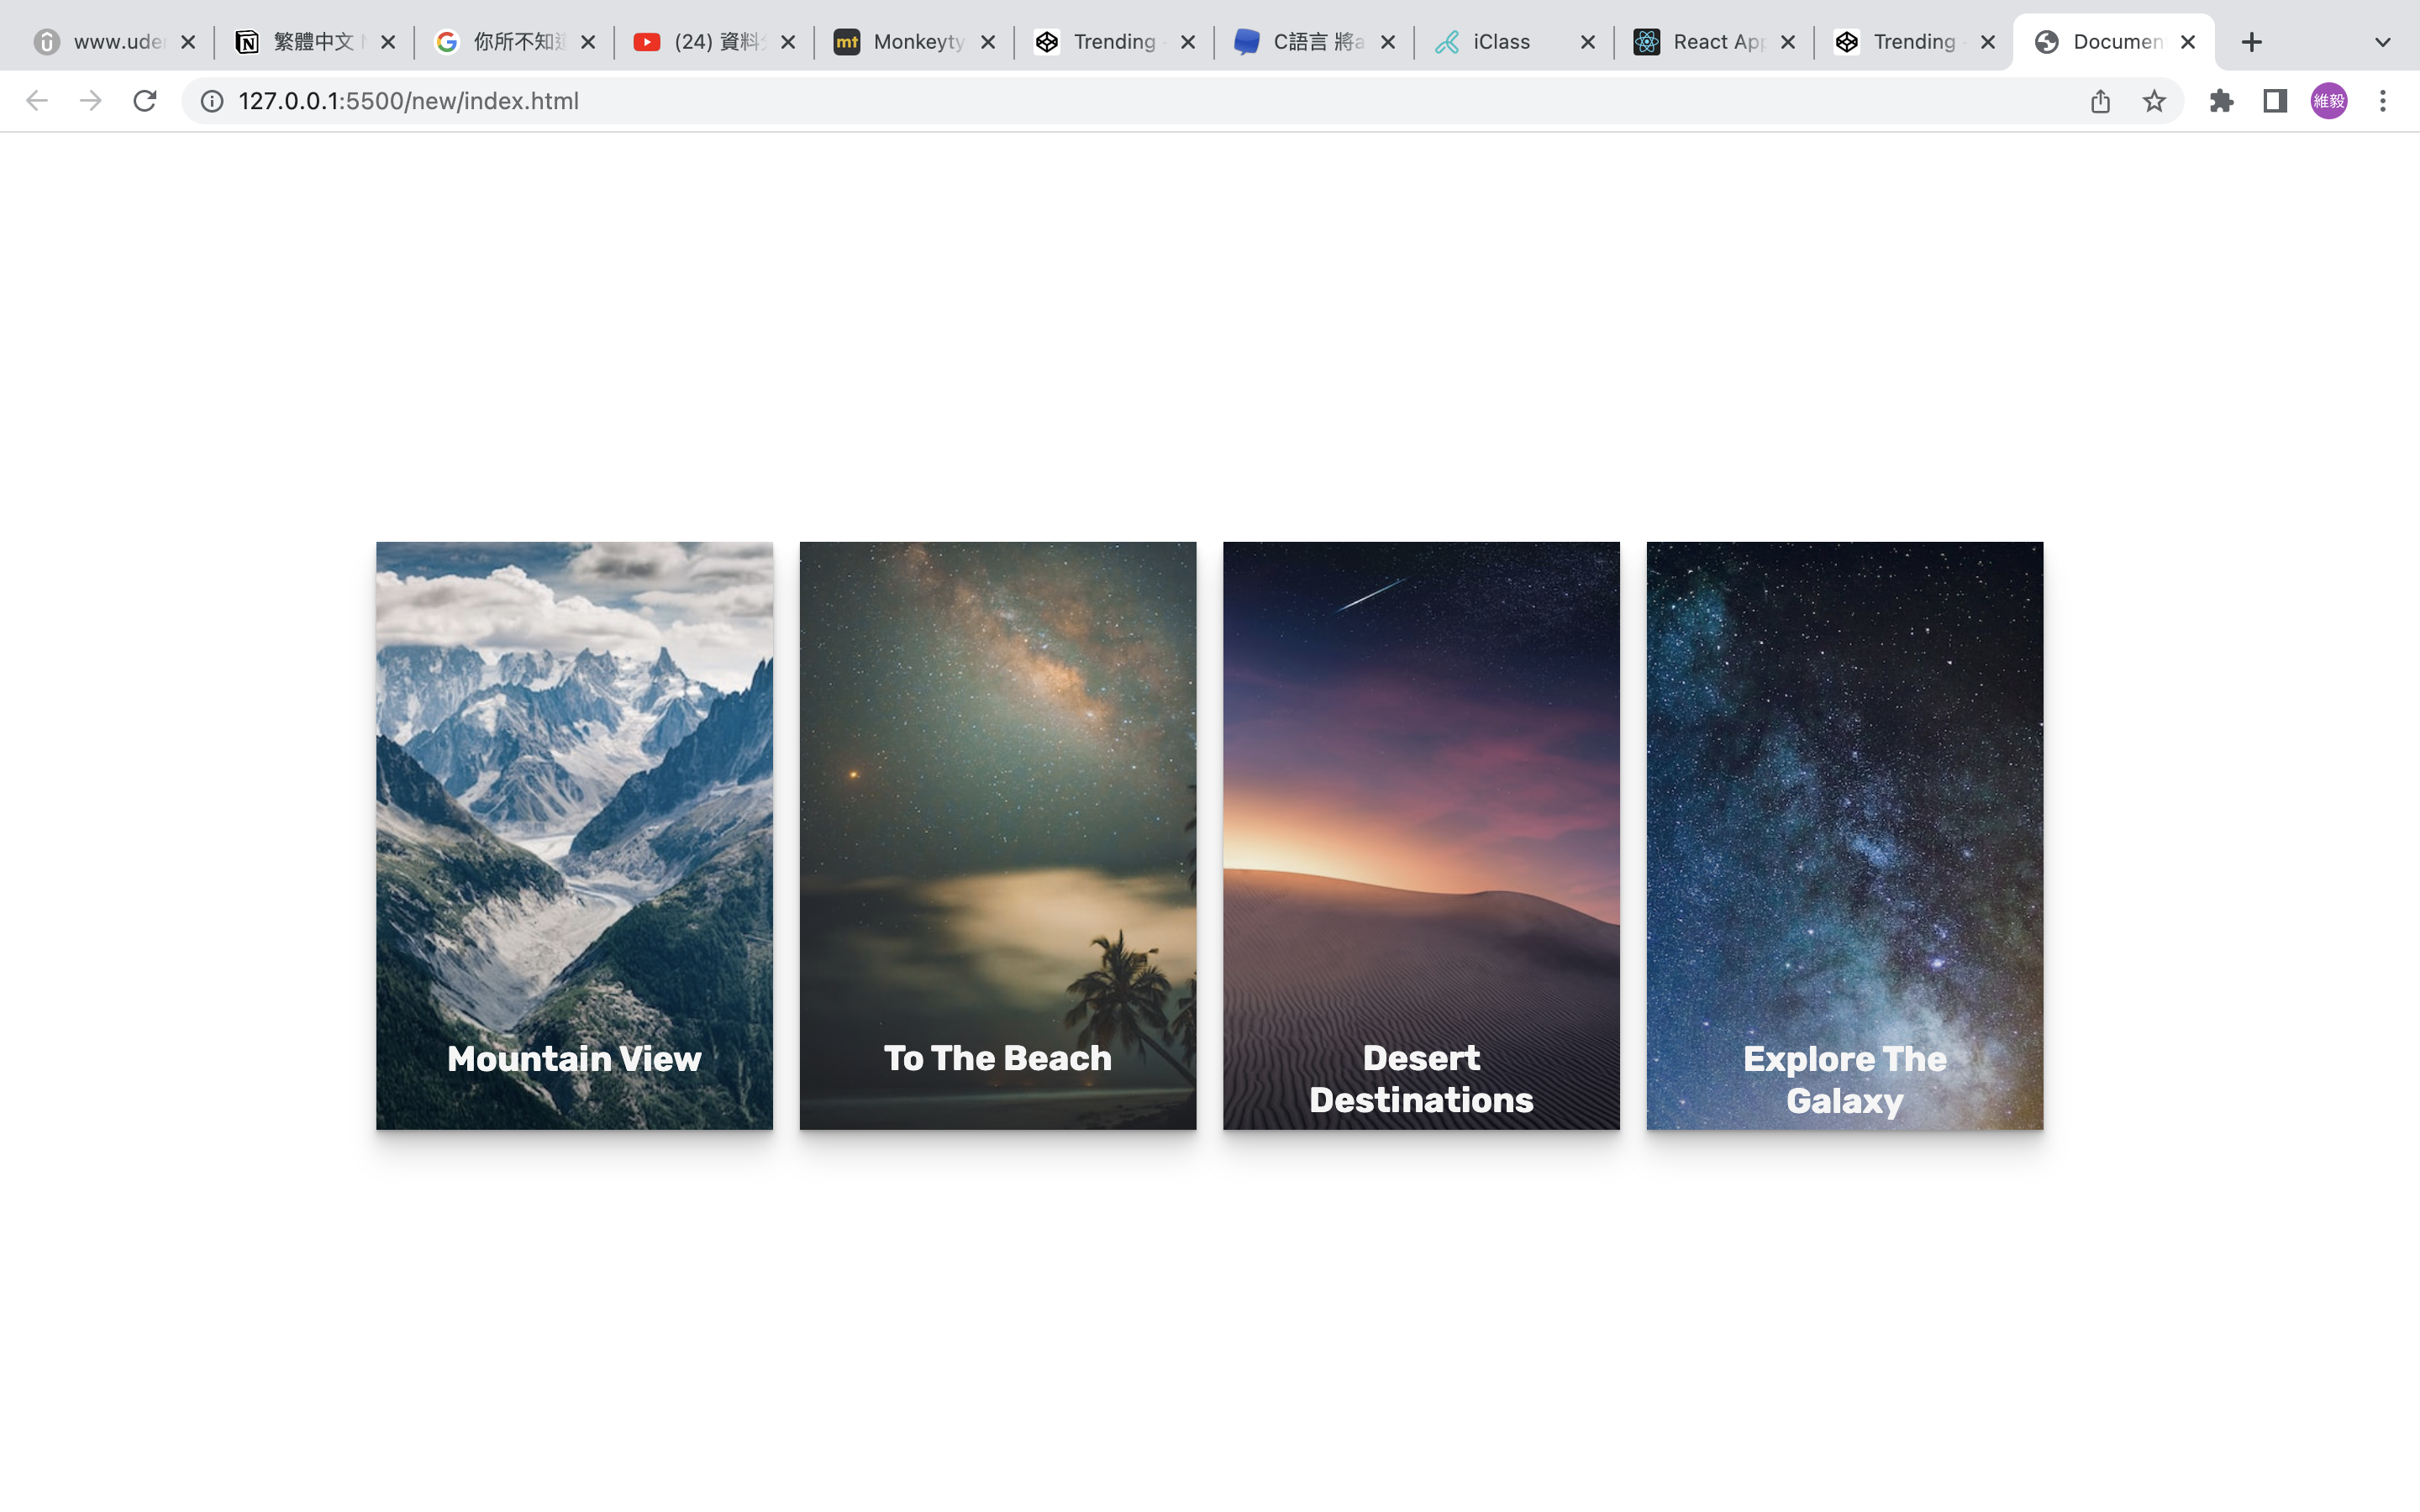 www.ude
繁體中文
你所不知道
(24) 資料
Monkeyty
Trending
C語言 將a
iClass
React App
Trending
Documen
127.0.0.1:5500/new/index.html
維毅
Mountain View
To The Beach
Desert
Destinations
Explore The
Galaxy